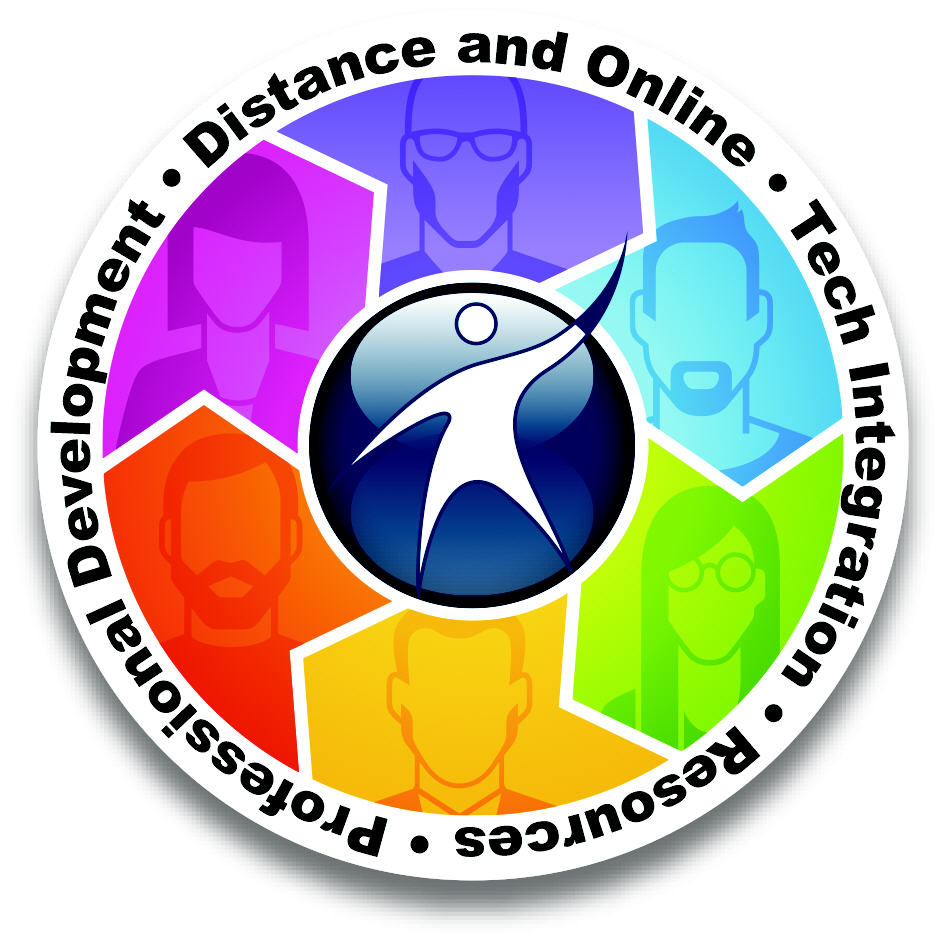 Distance and Online • Tech Integration • Resources • Professional Development •